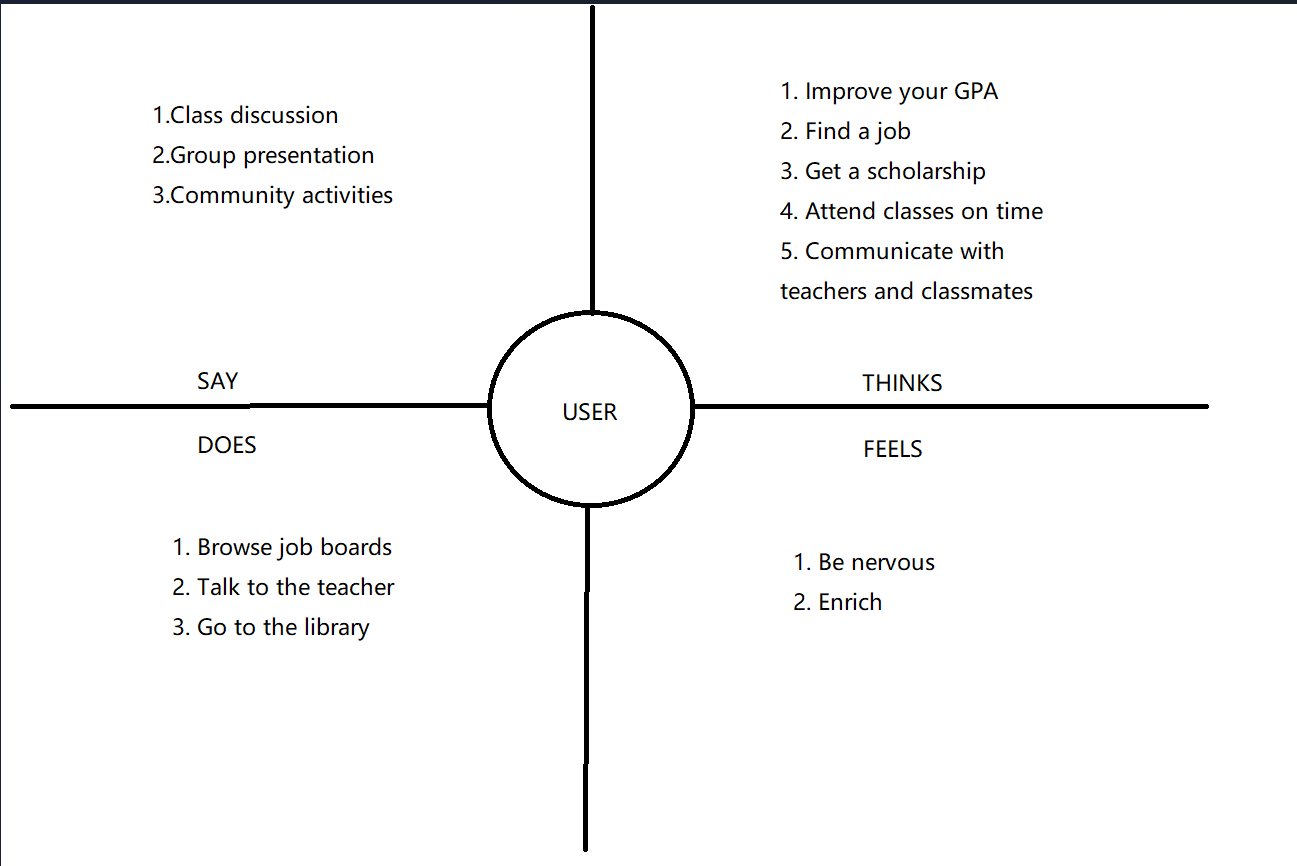 1.Class discussion
2.Group presentation
3.Community activities
SAY
1. Improve your GPA
2. Find a job
3. Get a scholarship
4. Attend classes on time
5. Communicate with
teachers and classmates
THINKS
USER
DOES
1. Browse job boards
2. Talk to the teacher
3. Go to the library
FEELS
1. Be nervous
2. Enrich